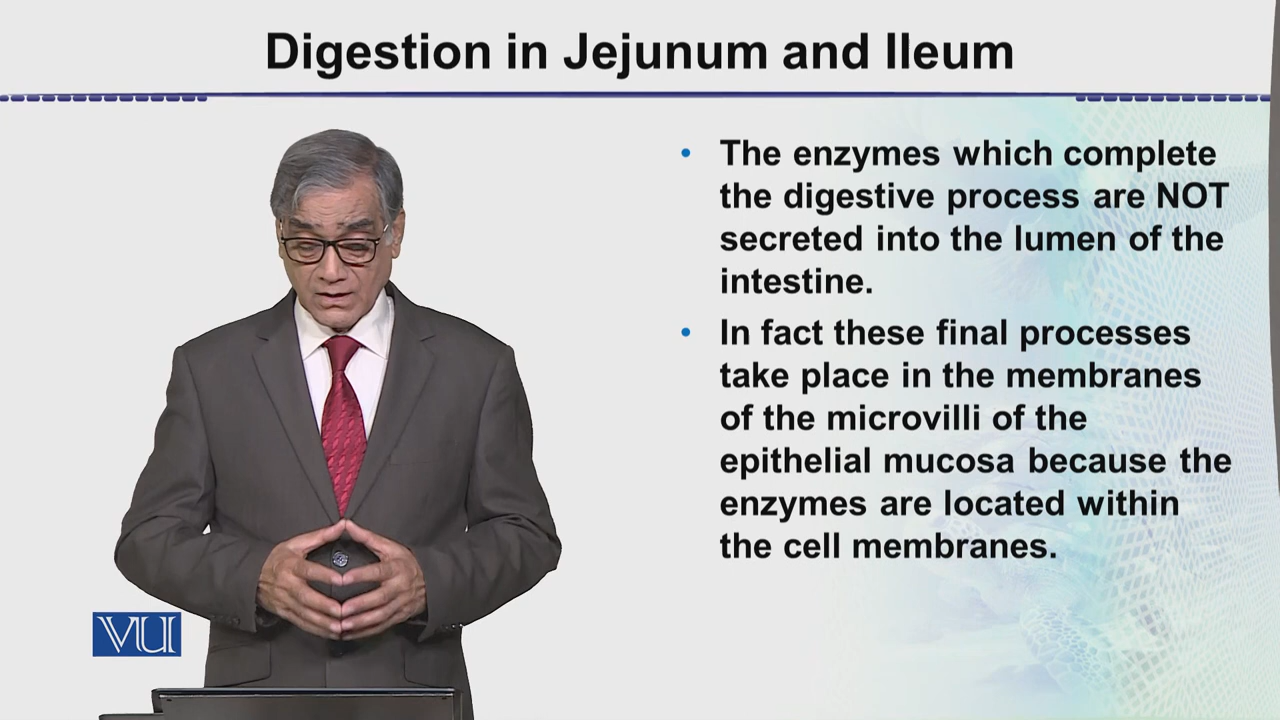 Digestion in Jejunum and Ileum
• The enzymes which complete
the digestive process are NOT
secreted into the lumen of the
intestine.
• In fact these final processes
take place in the membranes
of the microvilli of the
epithelial mucosa because the
enzymes are located within
the cell membranes.
VU